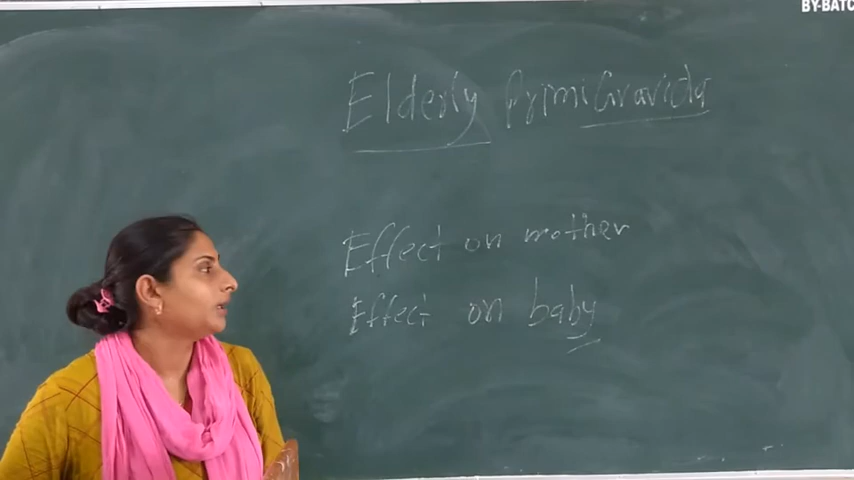 BY-BATC
Elderly PrimiGravida
Effect on mother
Effect on baby